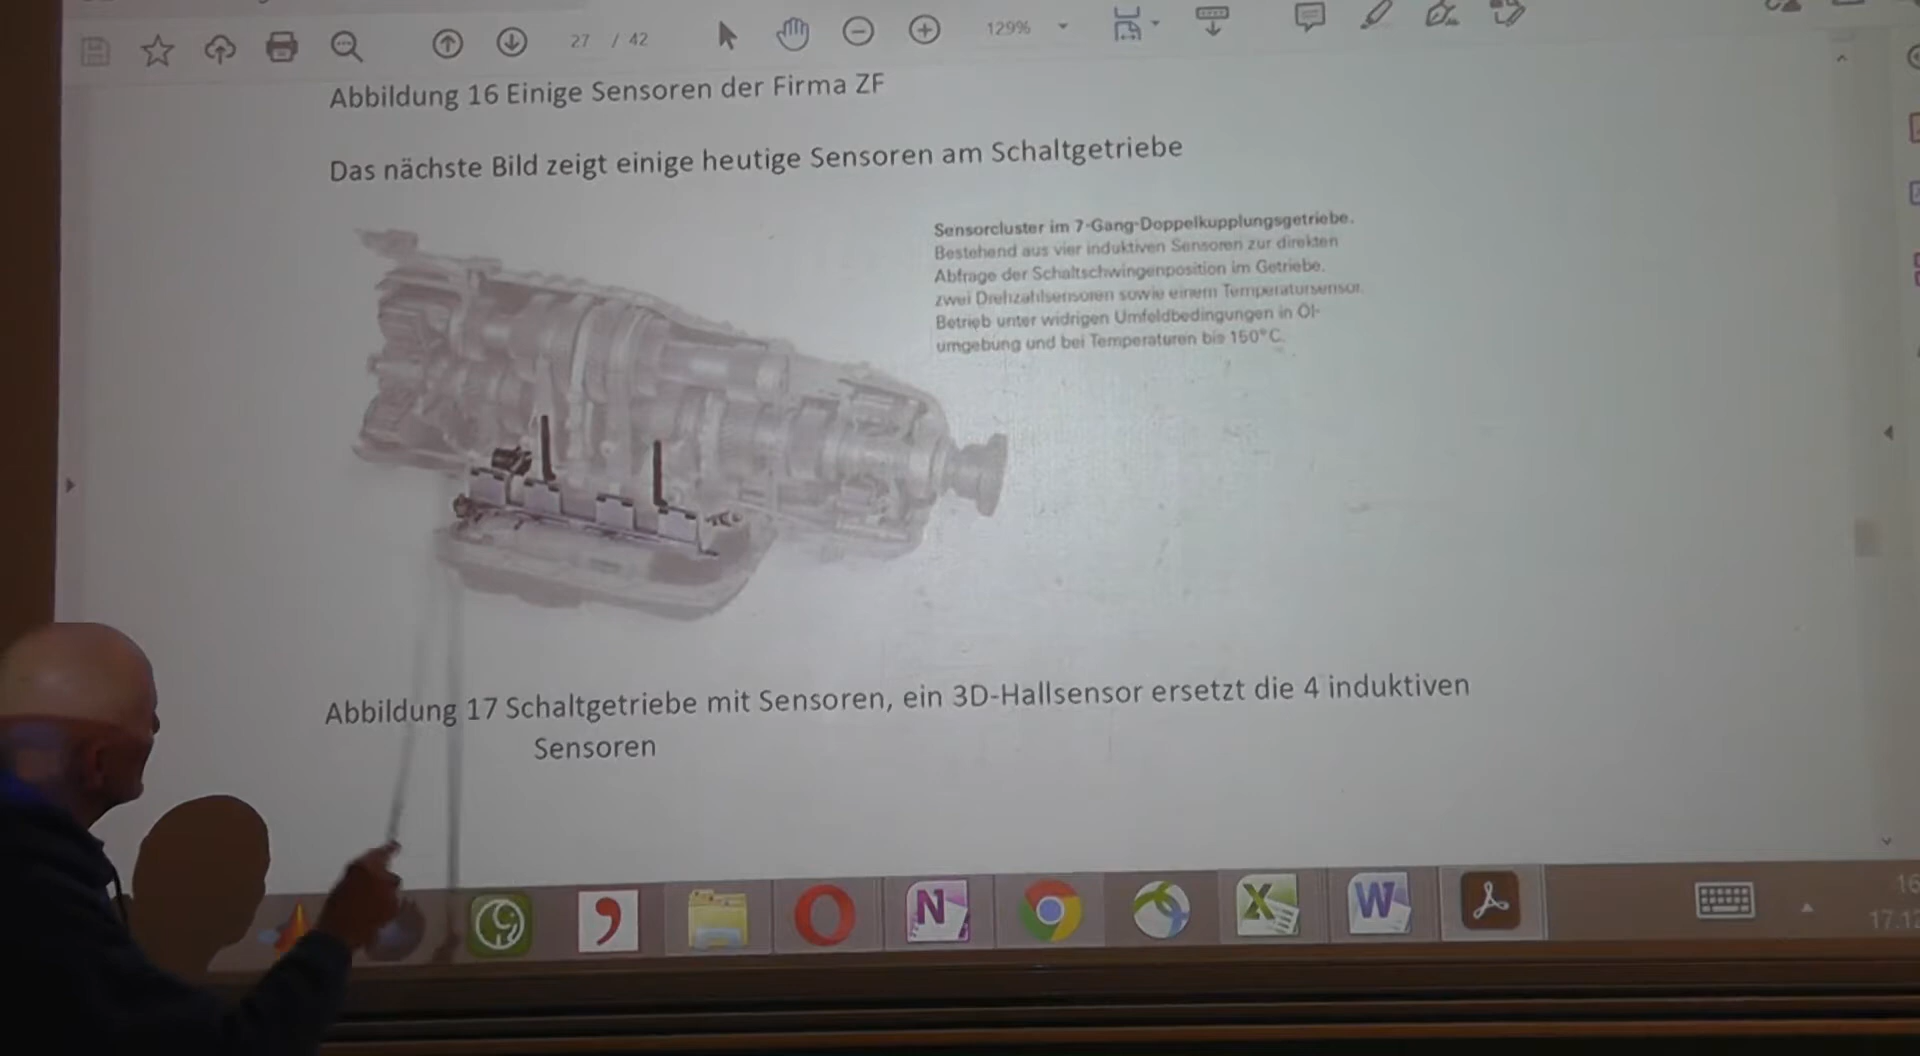 27 / 42
129%
Abbildung 16 Einige Sensoren der Firma ZF
Das nächste Bild zeigt einige heutige Sensoren am Schaltgetriebe
Sensorcluster im 7-Gang-Doppelkupplungsgetriebe.
Bestehend aus vier induktiven Sensoren zur direkten
Abfrage der Schaltschwingenposition im Getriebe,
zwei Drehzahlsensoren sowie einem Temperatursensor.
Betrieb unter widrigen Umfeldbedingungen in Öl-
umgebung und bei Temperaturen bis 150°C.
Abbildung 17 Schaltgetriebe mit Sensoren, ein 3D-Hallsensor ersetzt die 4 induktiven
Sensoren
N
X
W
16
17.12